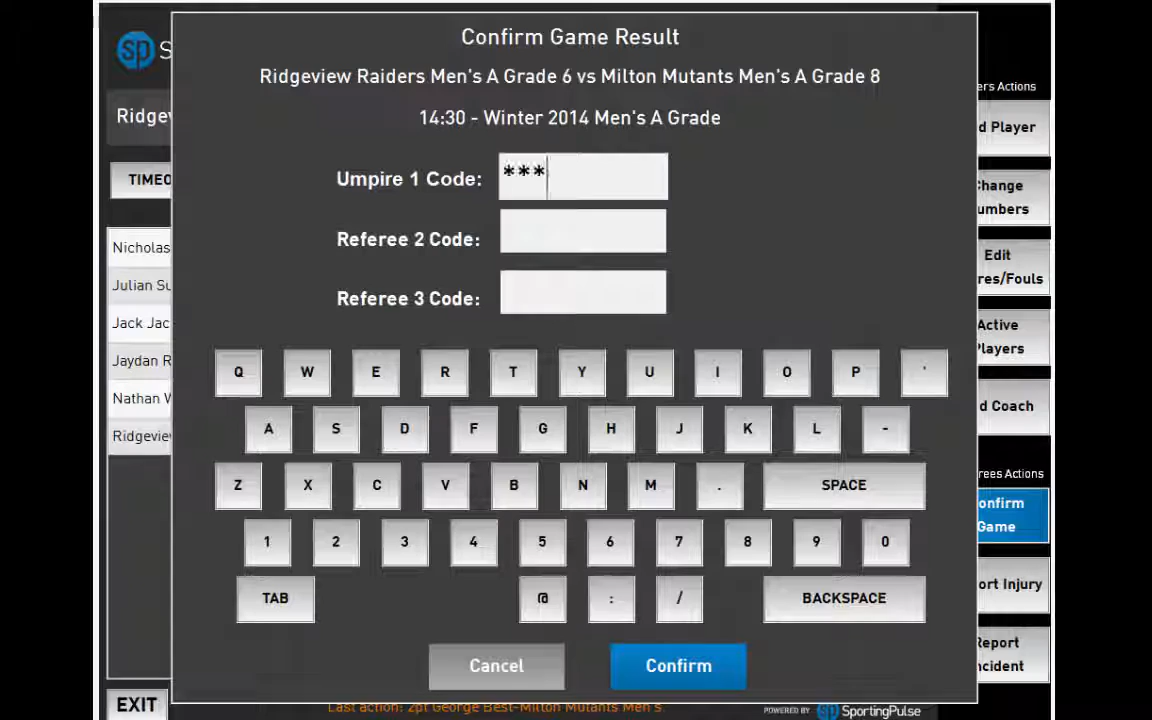 Confirm Game Result
Ridgeview Raiders Men's A Grade 6 vs Milton Mutants Men's A Grade 8
14:30 - Winter 2014 Men's A Grade
Umpire 1 Code: ***
Referee 2 Code:
Referee 3 Code:
Q W E R T Y U I O P '
A S D F G H J K L -
Z X C V B N M . SPACE
1 2 3 4 5 6 7 8 9 0
TAB @ : / BACKSPACE
Cancel Confirm
sp S
Ridgev
TIMEO
Nicholas
Julian Su
Jack Jac
Jaydan R
Nathan W
Ridgeview
EXIT
Last action: 2pt George Best-Milton Mutants Men's
POWERED BY sp SportingPulse
ers Actions
d Player
Change
umbers
Edit
res/Fouls
Active
Players
d Coach
rees Actions
onfirm
Game
ort Injury
Report
ncident